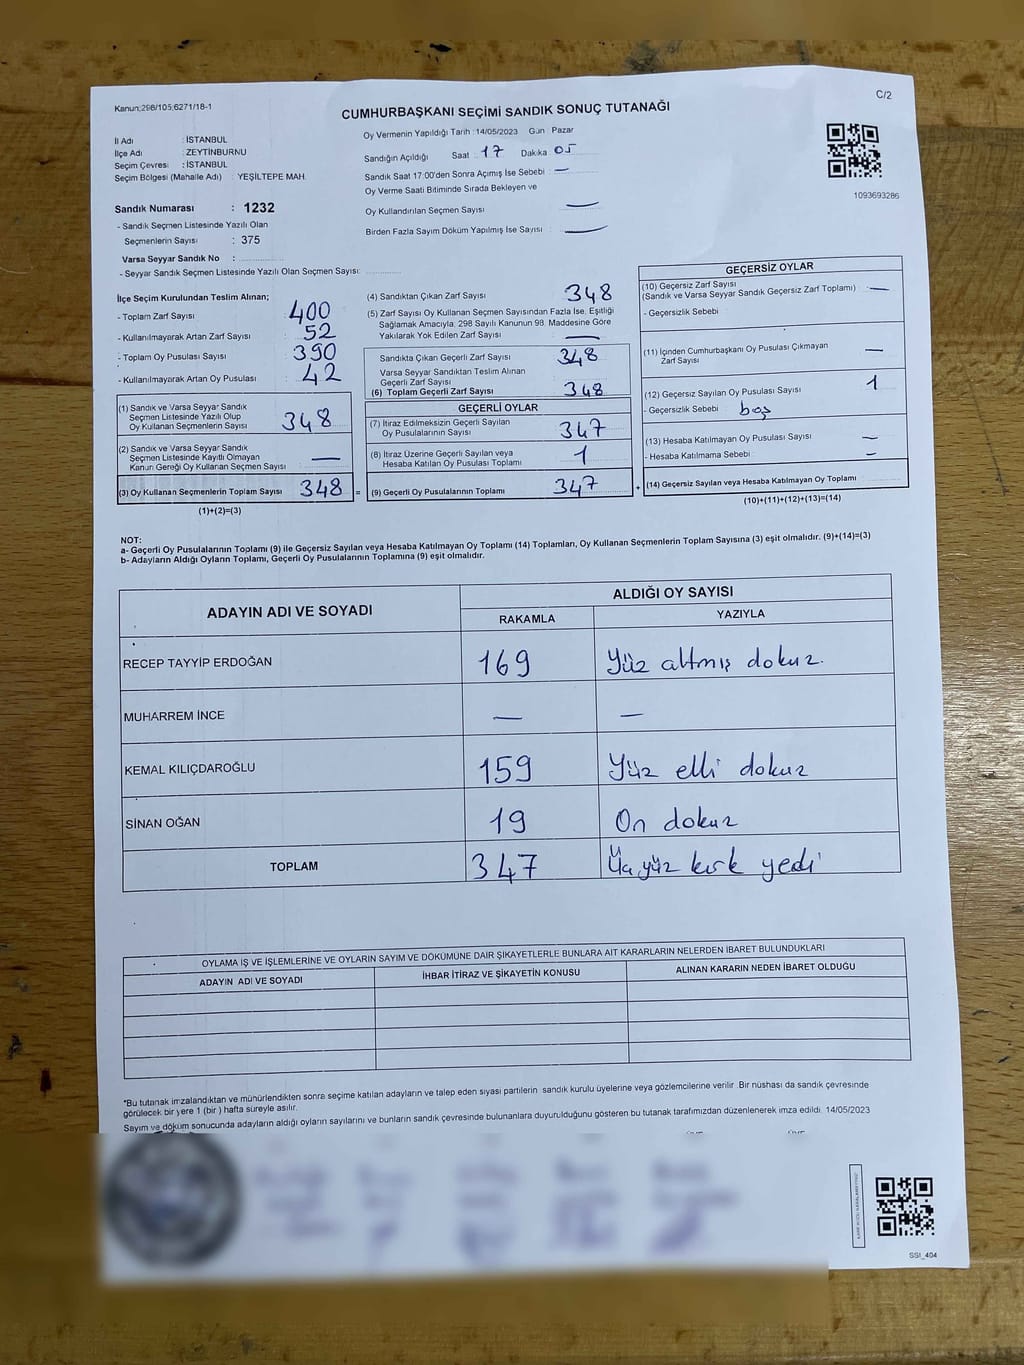 Kanun;298/105;6271/18-1
C/2
CUMHURBAŞKANI SEÇİMİ SANDIK SONUÇ TUTANAĞI
İl Adı : İSTANBUL
İlçe Adı : ZEYTİNBURNU
Seçim Çevresi : İSTANBUL
Seçim Bölgesi (Mahalle Adı) : YEŞİLTEPE MAH.
Sandık Numarası : 1232
- Sandık Seçmen Listesinde Yazılı Olan
Seçmenlerin Sayısı : 375
Varsa Seyyar Sandık No :
- Seyyar Sandık Seçmen Listesinde Yazılı Olan Seçmen Sayısı:
Oy Vermenin Yapıldığı Tarih : 14/05/2023 Gün Pazar
Sandığın Açıldığı Saat : 17 Dakika 05
Sandık Saat 17:00'den Sonra Açımış İse Sebebi : —
Oy Verme Saati Bitiminde Sırada Bekleyen ve
Oy Kullandırılan Seçmen Sayısı —
Birden Fazla Sayım Döküm Yapılmış İse Sayısı : —
1093693286
İlçe Seçim Kurulundan Teslim Alınan;
- Toplam Zarf Sayısı : 400
- Kullanılmayarak Artan Zarf Sayısı : 52
- Toplam Oy Pusulası Sayısı : 390
- Kullanılmayarak Artan Oy Pusulası : 42
(1) Sandık ve Varsa Seyyar Sandık
Seçmen Listesinde Yazılı Olup
Oy Kullanan Seçmenlerin Sayısı 348
(2) Sandık ve Varsa Seyyar Sandık
Seçmen Listesinde Kayıtlı Olmayan
Kanun Gereği Oy Kullanan Seçmen Sayısı —
(3) Oy Kullanan Seçmenlerin Toplam Sayısı 348 =
(1)+(2)=(3)
(4) Sandıktan Çıkan Zarf Sayısı 348
(5) Zarf Sayısı Oy Kullanan Seçmen Sayısından Fazla İse, Eşitliği
Sağlamak Amacıyla, 298 Sayılı Kanunun 98. Maddesine Göre
Yakılarak Yok Edilen Zarf Sayısı —
Sandıkta Çıkan Geçerli Zarf Sayısı 348
Varsa Seyyar Sandıktan Teslim Alınan
Geçerli Zarf Sayısı
(6) Toplam Geçerli Zarf Sayısı 348
GEÇERLİ OYLAR
(7) İtiraz Edilmeksizin Geçerli Sayılan
Oy Pusulalarının Sayısı 347
(8) İtiraz Üzerine Geçerli Sayılan veya
Hesaba Katılan Oy Pusulası Toplamı 1
(9) Geçerli Oy Pusulalarının Toplamı 347 +
GEÇERSİZ OYLAR
(10) Geçersiz Zarf Sayısı
(Sandık ve Varsa Seyyar Sandık Geçersiz Zarf Toplamı) —
- Geçersizlik Sebebi :
(11) İçinden Cumhurbaşkanı Oy Pusulası Çıkmayan
Zarf Sayısı —
(12) Geçersiz Sayılan Oy Pusulası Sayısı 1
- Geçersizlik Sebebi : boş
(13) Hesaba Katılmayan Oy Pusulası Sayısı —
- Hesaba Katılmama Sebebi : —
(14) Geçersiz Sayılan veya Hesaba Katılmayan Oy Toplamı
(10)+(11)+(12)+(13)=(14)
NOT:
a- Geçerli Oy Pusulalarının Toplamı (9) ile Geçersiz Sayılan veya Hesaba Katılmayan Oy Toplamı (14) Toplamları, Oy Kullanan Seçmenlerin Toplam Sayısına (3) eşit olmalıdır. (9)+(14)=(3)
b- Adayların Aldığı Oyların Toplamı, Geçerli Oy Pusulalarının Toplamına (9) eşit olmalıdır.
ADAYIN ADI VE SOYADI
ALDIĞI OY SAYISI
RAKAMLA YAZIYLA
RECEP TAYYİP ERDOĞAN 169 Yüz altmış dokuz.
MUHARREM İNCE — —
KEMAL KILIÇDAROĞLU 159 Yüz elli dokuz
SİNAN OĞAN 19 On dokuz
TOPLAM 347 Üç yüz kırk yedi
OYLAMA İŞ VE İŞLEMLERİNE VE OYLARIN SAYIM VE DÖKÜMÜNE DAİR ŞİKAYETLERLE BUNLARA AİT KARARLARIN NELERDEN İBARET BULUNDUKLARI
ADAYIN ADI VE SOYADI İHBAR İTİRAZ VE ŞİKAYETİN KONUSU ALINAN KARARIN NEDEN İBARET OLDUĞU
*Bu tutanak imzalandıktan ve mühürlendikten sonra seçime katılan adayların ve talep eden siyasi partilerin sandık kurulu üyelerine veya gözlemcilerine verilir. Bir nüshası da sandık çevresinde
görülecek bir yere 1 (bir ) hafta süreyle asılır.
Sayım ve döküm sonucunda adayların aldığı oyların sayılarını ve bunların sandık çevresinde bulunanlara duyurulduğunu gösteren bu tutanak tarafımızdan düzenlenerek imza edildi. 14/05/2023
SSI_404